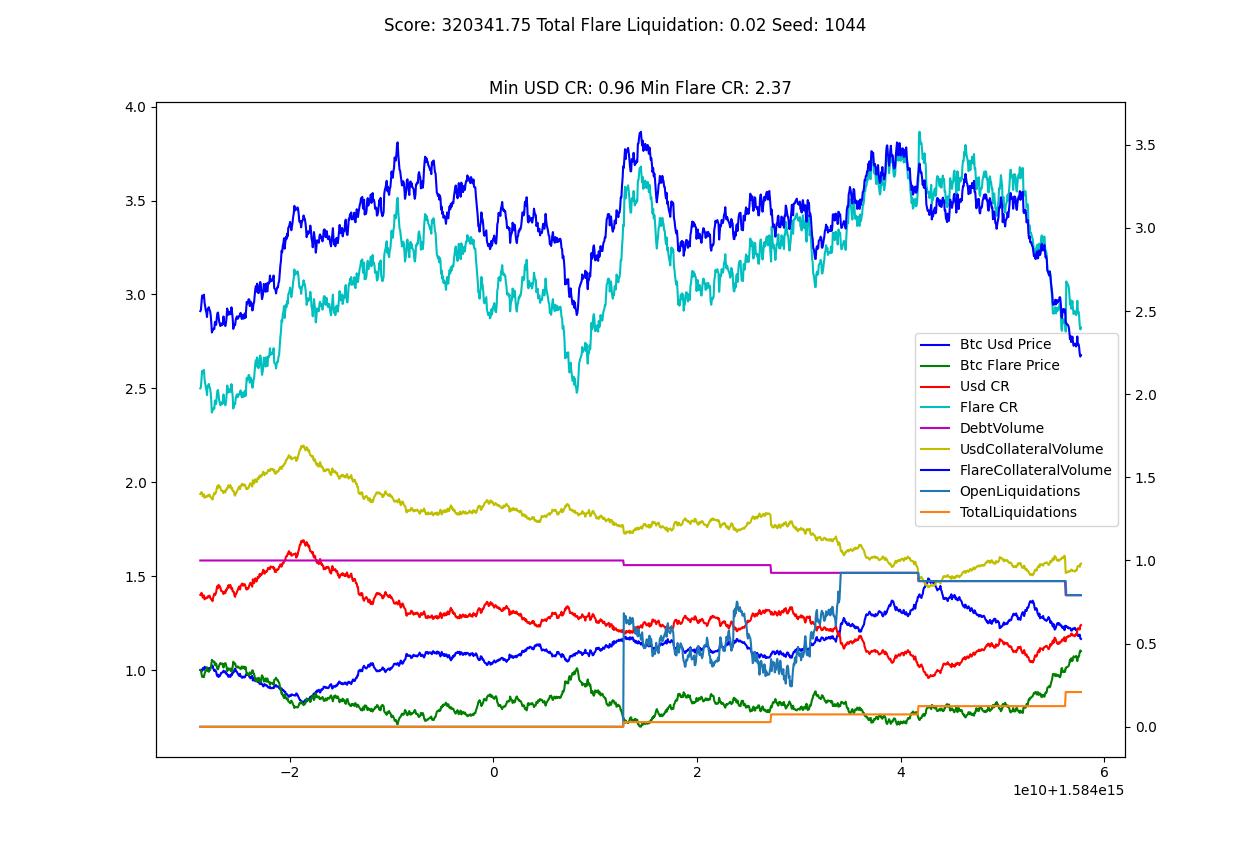 Score: 320341.75 Total Flare Liquidation: 0.02 Seed: 1044
Min USD CR: 0.96 Min Flare CR: 2.37
4.0
3.5
3.0
2.5
2.0
1.5
1.0
3.5
3.0
2.5
2.0
1.5
1.0
0.5
0.0
Btc Usd Price
Btc Flare Price
Usd CR
Flare CR
DebtVolume
UsdCollateralVolume
FlareCollateralVolume
OpenLiquidations
TotalLiquidations
−2 0 2 4 6
1e10+1.584e15